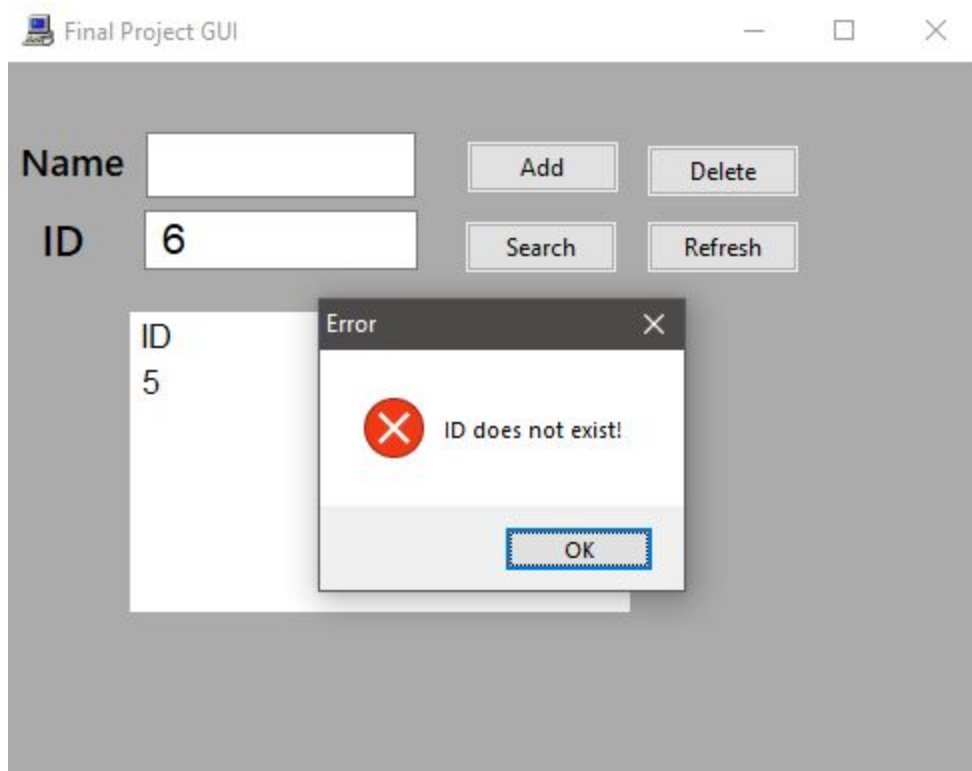 Final Project GUI
Name
Add
Delete
ID
6
Search
Refresh
ID
5
Error
ID does not exist!
OK